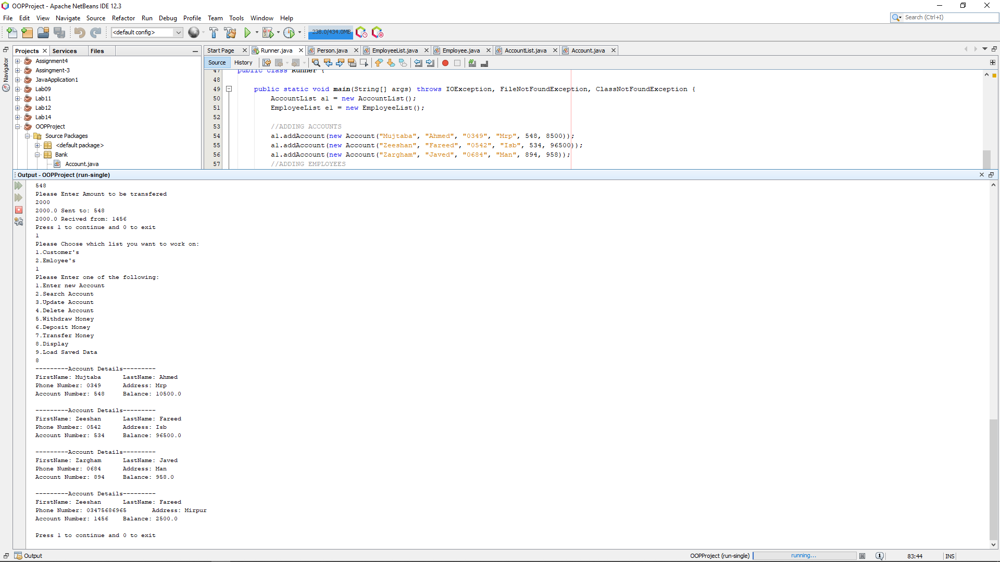 OOPProject - Apache NetBeans IDE 12.3
File Edit View Navigate Source Refactor Run Debug Profile Team Tools Window Help
Search (Ctrl+I)
<default config>
238.0/434.0MB
Projects Services Files
Navigator
Assignment4
Assingment-3
JavaApplication1
Lab09
Lab11
Lab12
Lab14
OOPProject
Source Packages
<default package>
Bank
Account.java
Start Page Runner.java Person.java EmployeeList.java Employee.java AccountList.java Account.java
Source History
47 public class Runner {
48
49 public static void main(String[] args) throws IOException, FileNotFoundException, ClassNotFoundException {
50 AccountList al = new AccountList();
51 EmployeeList el = new EmployeeList();
52
53 //ADDING ACCOUNTS
54 al.addAccount(new Account("Mujtaba", "Ahmed", "0349", "Mrp", 548, 8500));
55 al.addAccount(new Account("Zeeshan", "Fareed", "0542", "Isb", 534, 96500));
56 al.addAccount(new Account("Zargham", "Javed", "0684", "Man", 894, 958));
57 //ADDING EMPLOYEES
Output - OOPProject (run-single)
548
Please Enter Amount to be transfered
2000
2000.0 Sent to: 548
2000.0 Recived from: 1456
Press 1 to continue and 0 to exit
1
Please Choose which list you want to work on:
1.Customer's
2.Emloyee's
1
Please Enter one of the following:
1.Enter new Account
2.Search Account
3.Update Account
4.Delete Account
5.Withdraw Money
6.Deposit Money
7.Transfer Money
8.Display
9.Load Saved Data
8
---------Account Details---------
FirstName: Mujtaba LastName: Ahmed
Phone Number: 0349 Address: Mrp
Account Number: 548 Balance: 10500.0
---------Account Details---------
FirstName: Zeeshan LastName: Fareed
Phone Number: 0542 Address: Isb
Account Number: 534 Balance: 96500.0
---------Account Details---------
FirstName: Zargham LastName: Javed
Phone Number: 0684 Address: Man
Account Number: 894 Balance: 958.0
---------Account Details---------
FirstName: Zeeshan LastName: Fareed
Phone Number: 03475686965 Address: Mirpur
Account Number: 1456 Balance: 2500.0
Press 1 to continue and 0 to exit
Output
OOPProject (run-single) running... 1 83:44 INS